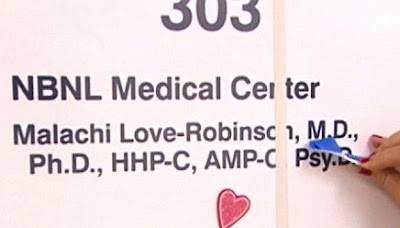 303
NBNL Medical Center
Malachi Love-Robinson, M.D.,
Ph.D., HHP-C, AMP-C, Psy.D.